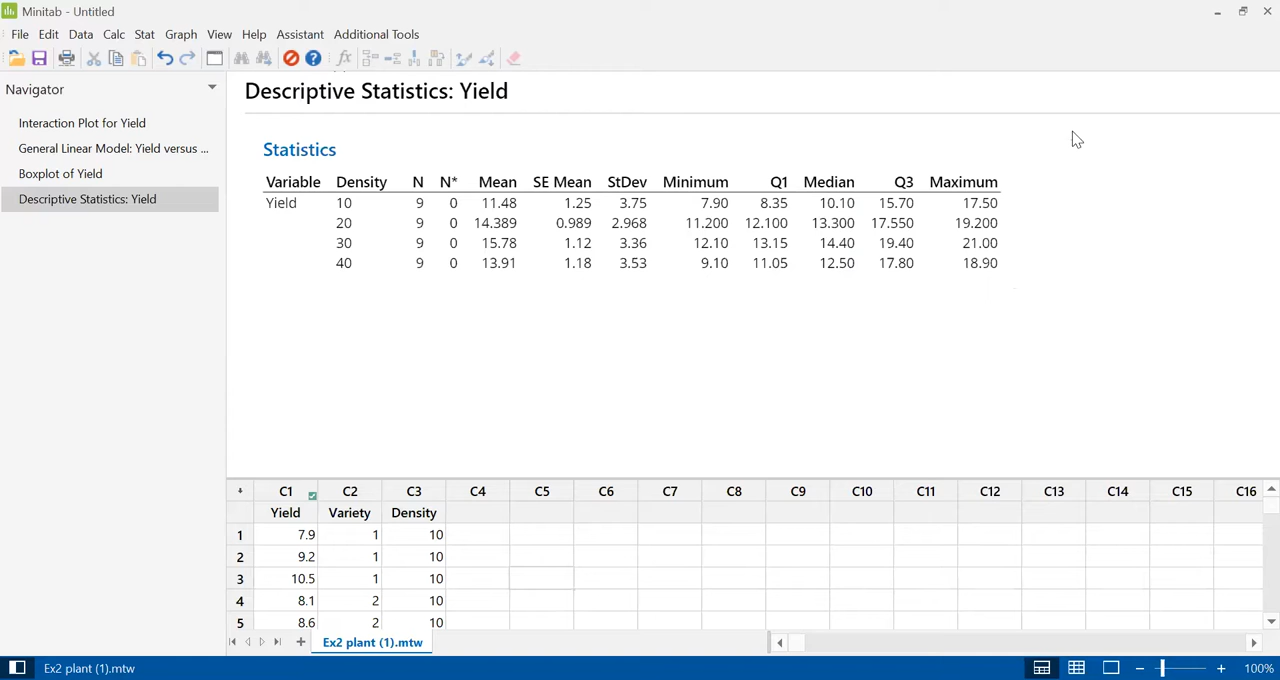 Minitab - Untitled
File Edit Data Calc Stat Graph View Help Assistant Additional Tools
Navigator
Interaction Plot for Yield
General Linear Model: Yield versus ...
Boxplot of Yield
Descriptive Statistics: Yield
Descriptive Statistics: Yield
Statistics
Variable Density N N* Mean SE Mean StDev Minimum Q1 Median Q3 Maximum
Yield 10 9 0 11.48 1.25 3.75 7.90 8.35 10.10 15.70 17.50
20 9 0 14.389 0.989 2.968 11.200 12.100 13.300 17.550 19.200
30 9 0 15.78 1.12 3.36 12.10 13.15 14.40 19.40 21.00
40 9 0 13.91 1.18 3.53 9.10 11.05 12.50 17.80 18.90
C1 C2 C3 C4 C5 C6 C7 C8 C9 C10 C11 C12 C13 C14 C15 C16
Yield Variety Density
1 7.9 1 10
2 9.2 1 10
3 10.5 1 10
4 8.1 2 10
5 8.6 2 10
Ex2 plant (1).mtw
Ex2 plant (1).mtw 100%